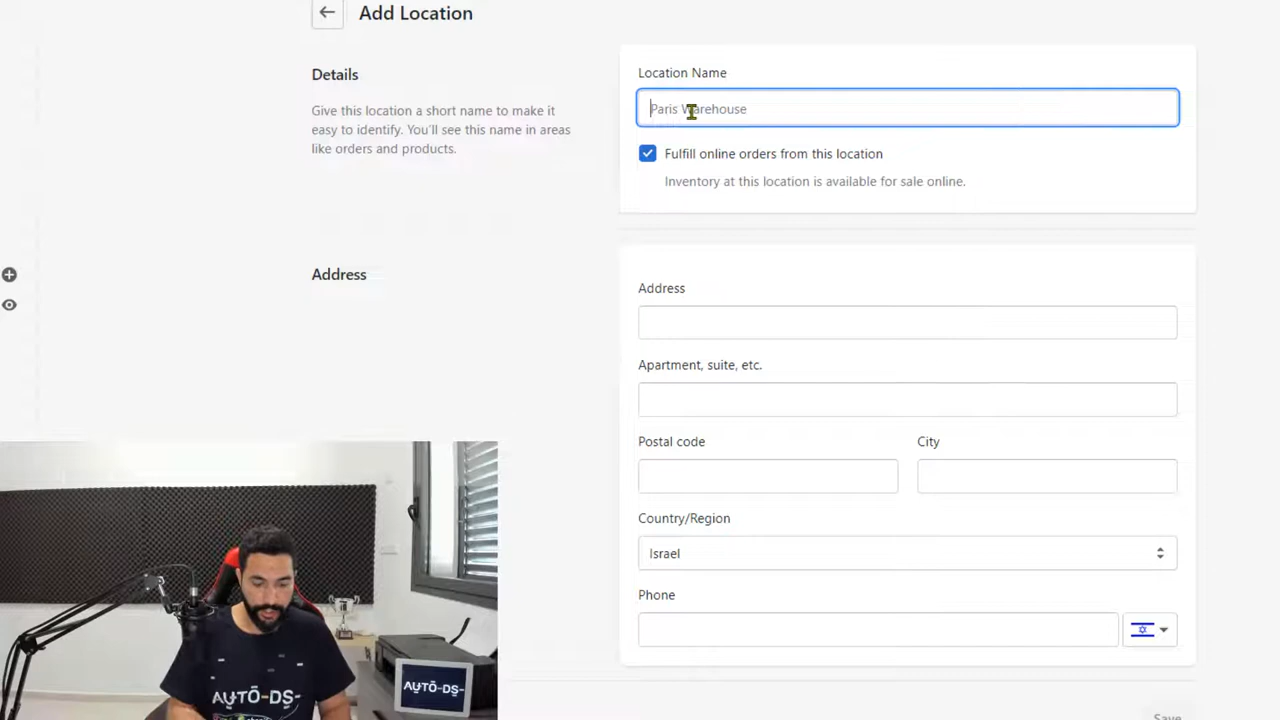 Add Location
Details
Give this location a short name to make it
easy to identify. You'll see this name in areas
like orders and products.
Location Name
Paris Warehouse
Fulfill online orders from this location
Inventory at this location is available for sale online.
Address
Address
Apartment, suite, etc.
Postal code
City
Country/Region
Israel
Phone
Save
AUTO-DS-
AUTO-DS-